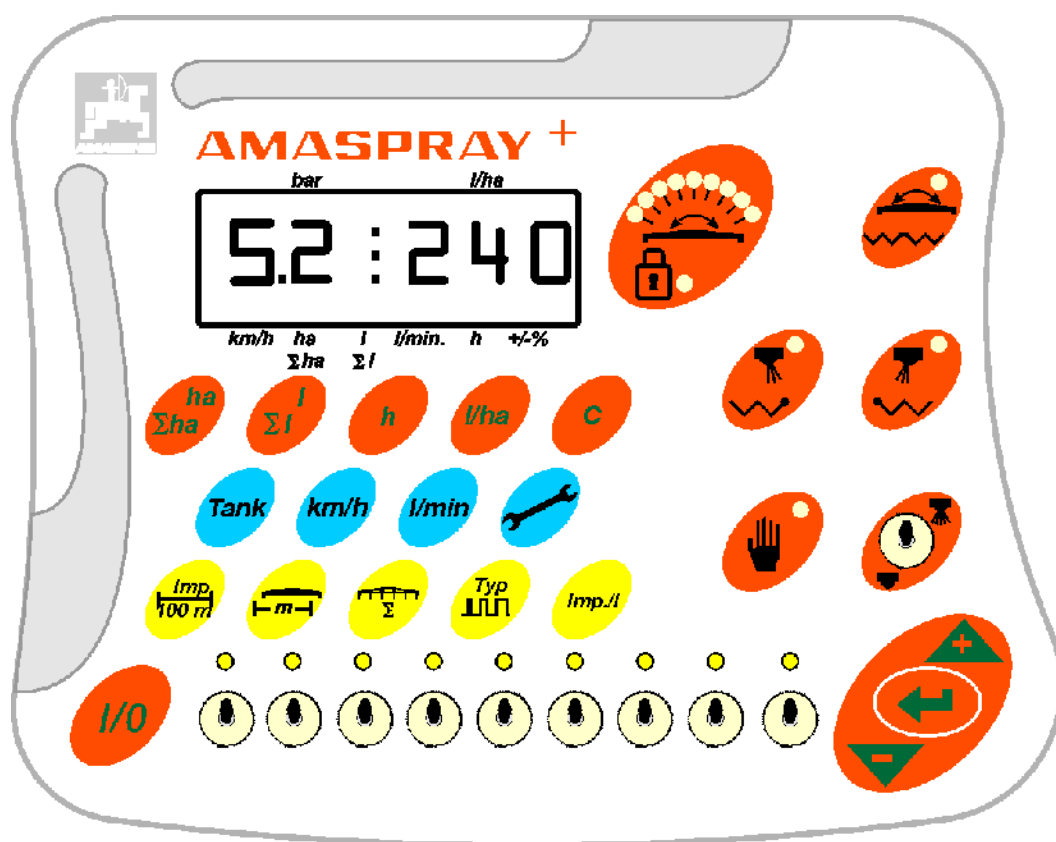 AMASPRAY +
bar l/ha
5.2 : 240
km/h ha l l/min. h +/-%
Σha Σl
ha
Σha
l
Σl
h
l/ha
C
Tank
km/h
l/min
Imp.
100 m
m
Σ
Typ
Imp./l
I/0
+
-